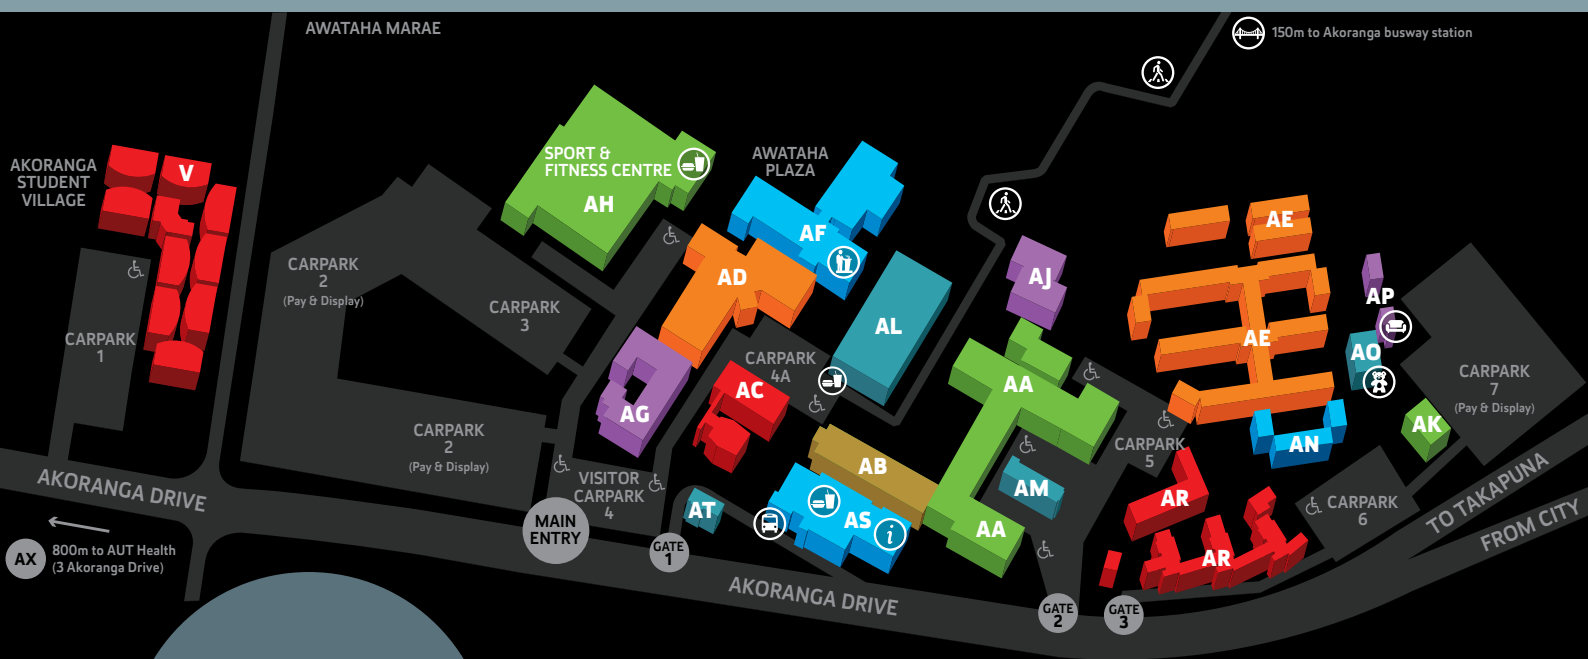 AWATAHA MARAE
150m to Akoranga busway station
AKORANGA
STUDENT
VILLAGE
V
SPORT &
FITNESS CENTRE
AH
AWATAHA
PLAZA
AF
AD
AL
AJ
AE
AE
AP
AO
AK
AN
CARPARK
1
CARPARK
2
(Pay & Display)
CARPARK
3
CARPARK
4A
CARPARK
7
(Pay & Display)
AG
AC
AA
AB
CARPARK
2
(Pay & Display)
CARPARK
5
AM
AR
VISITOR
CARPARK
4
AT
AS
i
AA
AR
CARPARK
6
AKORANGA DRIVE
MAIN
ENTRY
GATE
1
TO TAKAPUNA
FROM CITY
AX
800m to AUT Health
(3 Akoranga Drive)
AKORANGA DRIVE
GATE
2
GATE
3